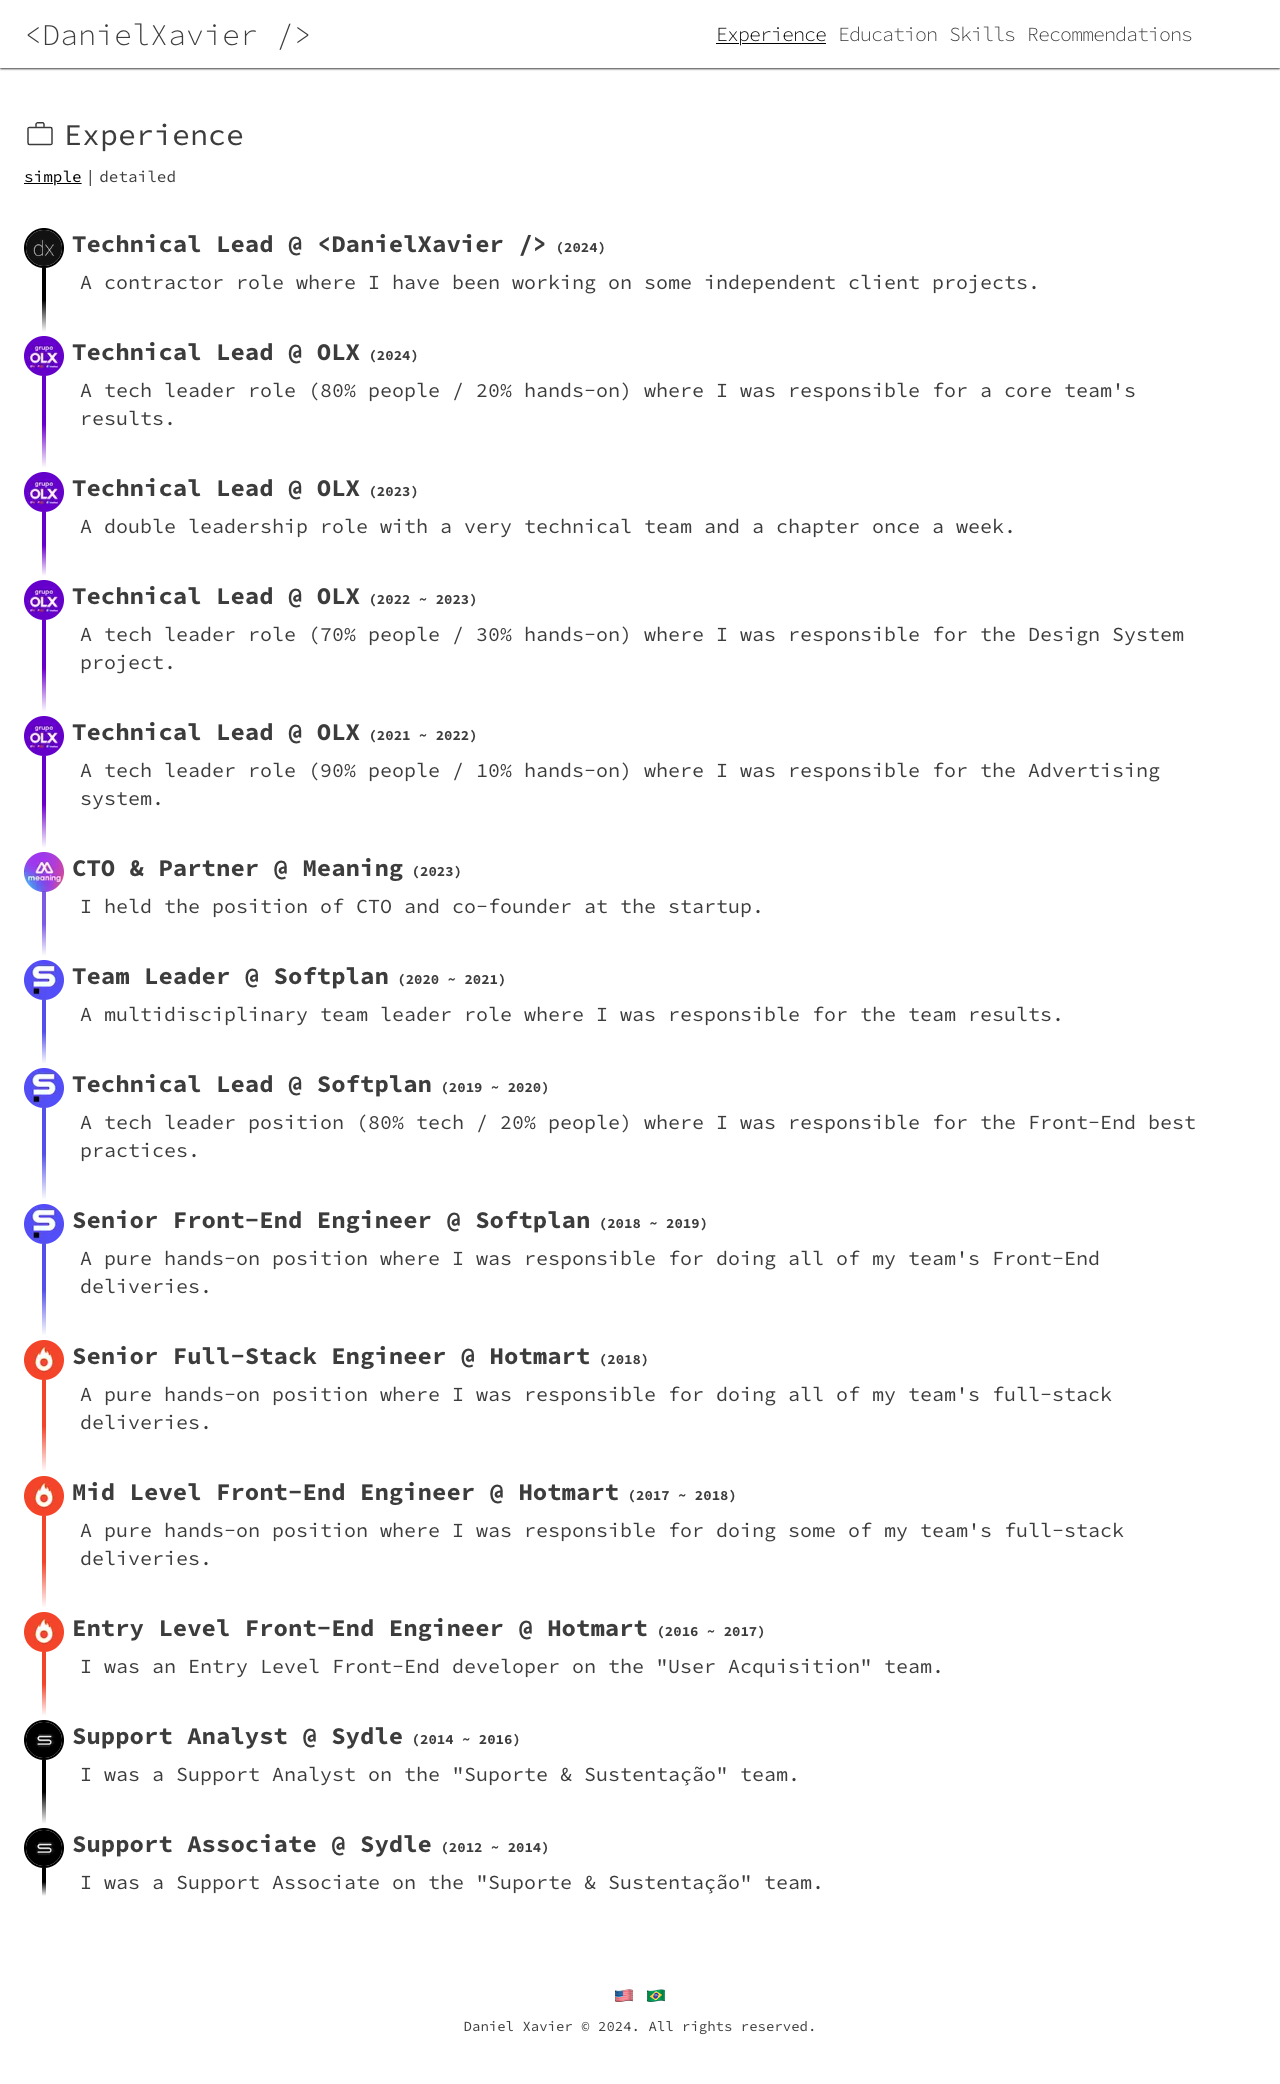 <DanielXavier />
Experience Education Skills Recommendations
Experience
simple | detailed
dx
Technical Lead @ <DanielXavier /> (2024)
A contractor role where I have been working on some independent client projects.
grupo
OLX
Technical Lead @ OLX (2024)
A tech leader role (80% people / 20% hands-on) where I was responsible for a core team's
results.
grupo
OLX
Technical Lead @ OLX (2023)
A double leadership role with a very technical team and a chapter once a week.
grupo
OLX
Technical Lead @ OLX (2022 ~ 2023)
A tech leader role (70% people / 30% hands-on) where I was responsible for the Design System
project.
grupo
OLX
Technical Lead @ OLX (2021 ~ 2022)
A tech leader role (90% people / 10% hands-on) where I was responsible for the Advertising
system.
meaning
CTO & Partner @ Meaning (2023)
I held the position of CTO and co-founder at the startup.
Team Leader @ Softplan (2020 ~ 2021)
A multidisciplinary team leader role where I was responsible for the team results.
Technical Lead @ Softplan (2019 ~ 2020)
A tech leader position (80% tech / 20% people) where I was responsible for the Front-End best
practices.
Senior Front-End Engineer @ Softplan (2018 ~ 2019)
A pure hands-on position where I was responsible for doing all of my team's Front-End
deliveries.
Senior Full-Stack Engineer @ Hotmart (2018)
A pure hands-on position where I was responsible for doing all of my team's full-stack
deliveries.
Mid Level Front-End Engineer @ Hotmart (2017 ~ 2018)
A pure hands-on position where I was responsible for doing some of my team's full-stack
deliveries.
Entry Level Front-End Engineer @ Hotmart (2016 ~ 2017)
I was an Entry Level Front-End developer on the "User Acquisition" team.
Support Analyst @ Sydle (2014 ~ 2016)
I was a Support Analyst on the "Suporte & Sustentação" team.
Support Associate @ Sydle (2012 ~ 2014)
I was a Support Associate on the "Suporte & Sustentação" team.
Daniel Xavier © 2024. All rights reserved.